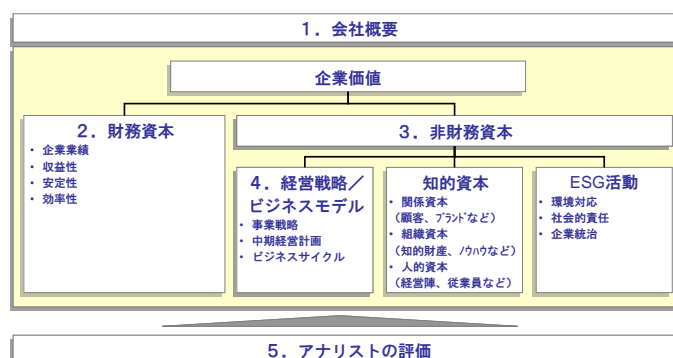 1．会社概要
企業価値
2．財務資本
・ 企業業績
・ 収益性
・ 安定性
・ 効率性
3．非財務資本
4．経営戦略／
ビジネスモデル
・ 事業戦略
・ 中期経営計画
・ ビジネスサイクル
知的資本
・ 関係資本
（顧客、ﾌﾞﾗﾝﾄﾞなど）
・ 組織資本
（知的財産、ﾉｳﾊｳなど）
・ 人的資本
（経営陣、従業員など）
ESG活動
・ 環境対応
・ 社会的責任
・ 企業統治
5．アナリストの評価